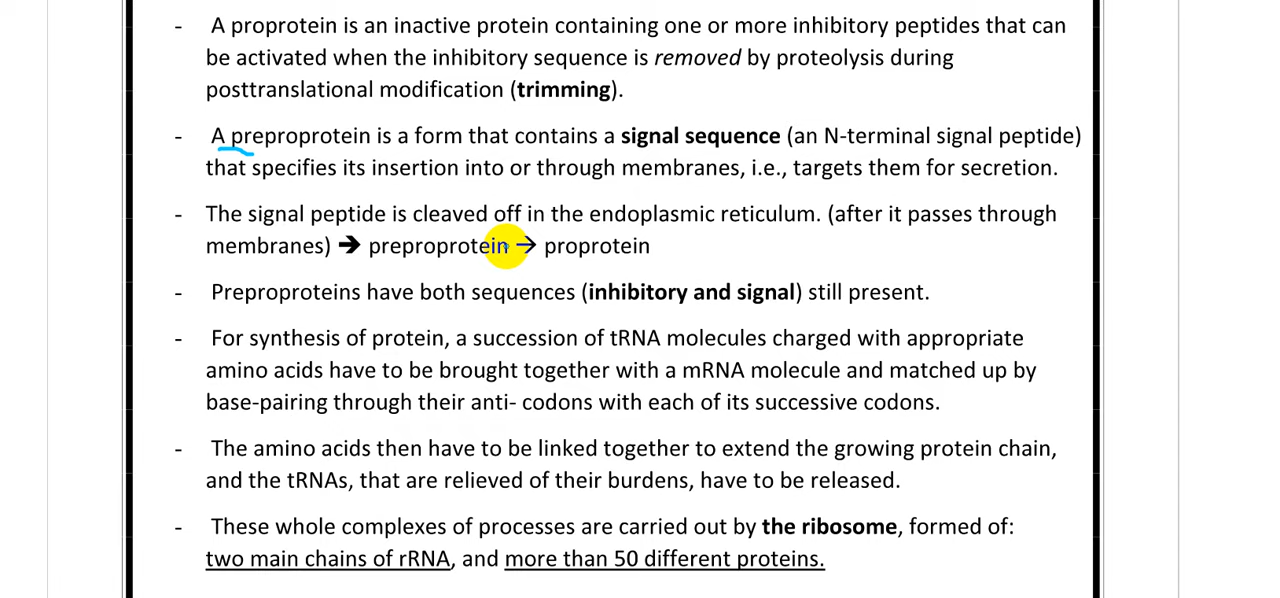 - A proprotein is an inactive protein containing one or more inhibitory peptides that can
be activated when the inhibitory sequence is removed by proteolysis during
posttranslational modification (trimming).
- A preproprotein is a form that contains a signal sequence (an N-terminal signal peptide)
that specifies its insertion into or through membranes, i.e., targets them for secretion.
- The signal peptide is cleaved off in the endoplasmic reticulum. (after it passes through
membranes) ➔ preproprotein → proprotein
- Preproproteins have both sequences (inhibitory and signal) still present.
- For synthesis of protein, a succession of tRNA molecules charged with appropriate
amino acids have to be brought together with a mRNA molecule and matched up by
base-pairing through their anti- codons with each of its successive codons.
- The amino acids then have to be linked together to extend the growing protein chain,
and the tRNAs, that are relieved of their burdens, have to be released.
- These whole complexes of processes are carried out by the ribosome, formed of:
two main chains of rRNA, and more than 50 different proteins.